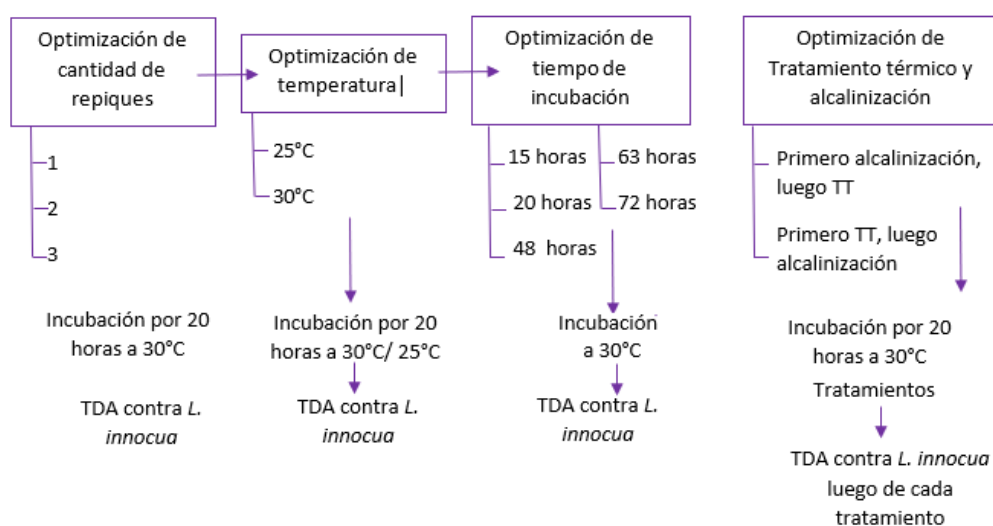 Optimización de
cantidad de
repiques
1
2
3
Incubación por 20
horas a 30°C
TDA contra L.
innocua
Optimización de
temperatura
25°C
30°C
Incubación por 20
horas a 30°C/ 25°C
TDA contra L.
innocua
Optimización de
tiempo de
incubación
15 horas
20 horas
48 horas
63 horas
72 horas
Incubación
a 30°C
TDA contra L.
innocua
Optimización de
Tratamiento térmico y
alcalinización
Primero alcalinización,
luego TT
Primero TT, luego
alcalinización
Incubación por 20
horas a 30°C
Tratamientos
TDA contra L. innocua
luego de cada
tratamiento